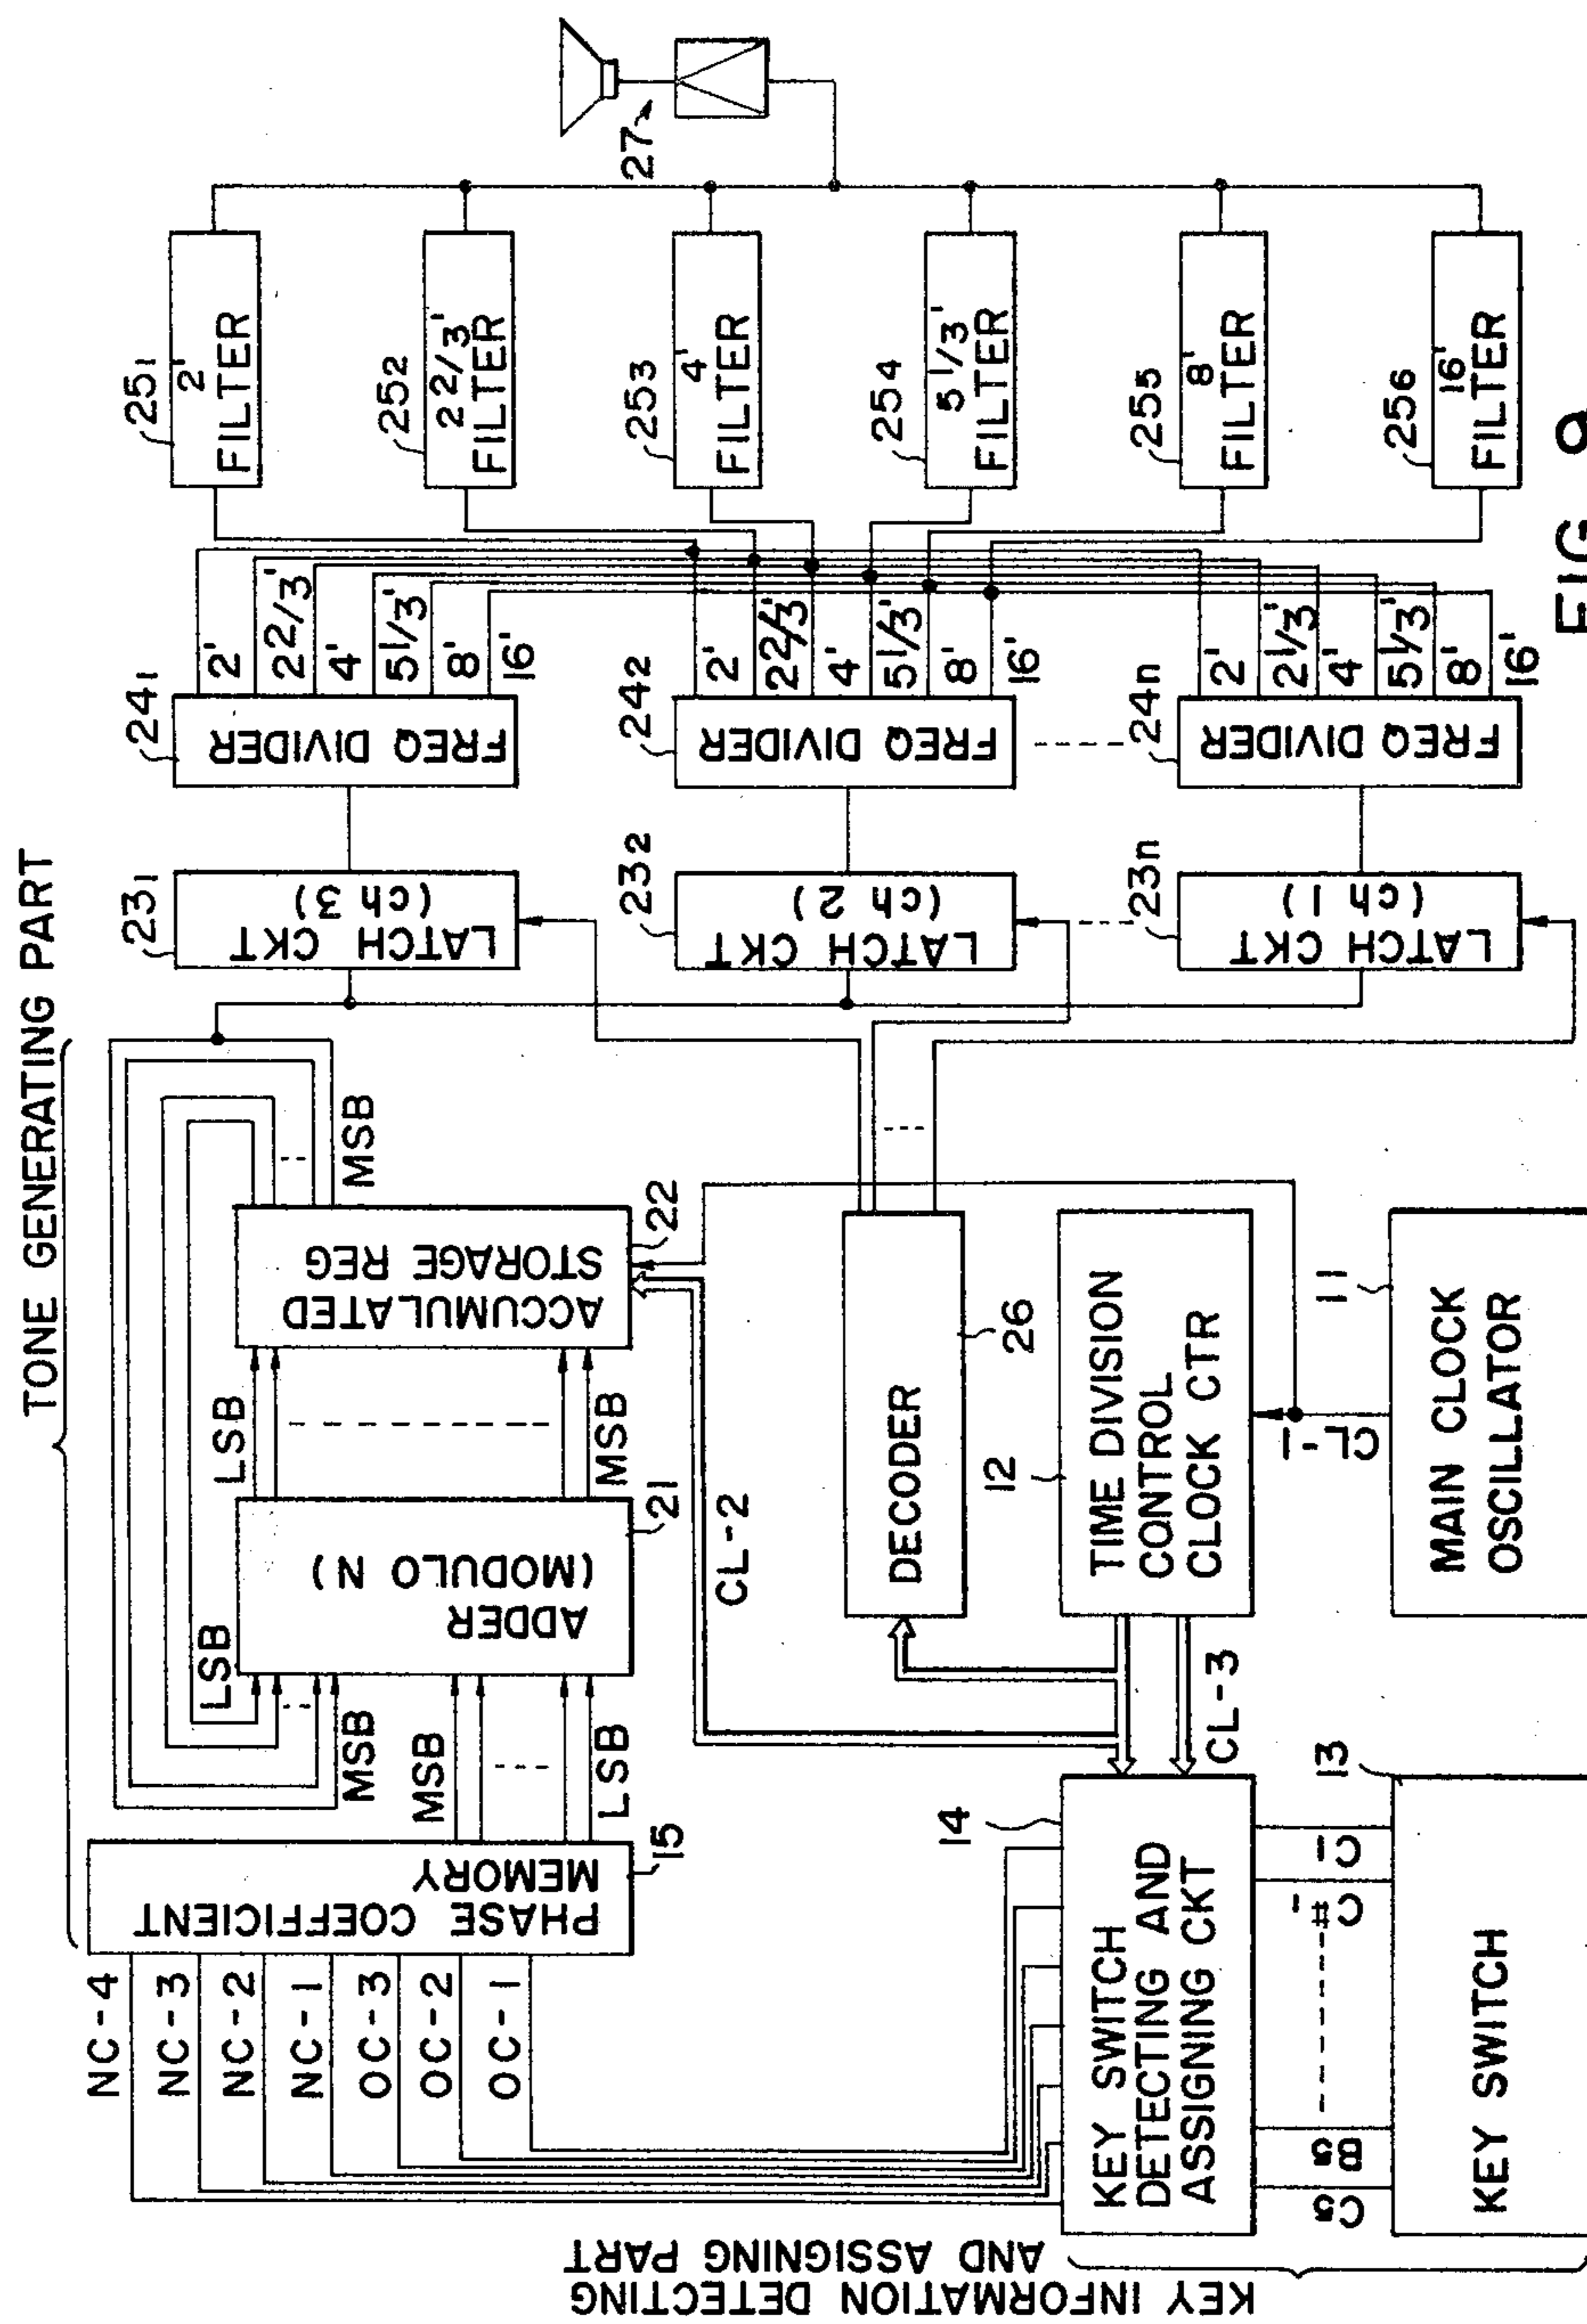 TONE GENERATING PART
NC-4
NC-3
NC-2
NC-1
OC-3
OC-2
OC-1
PHASE COEFFICIENT
MEMORY
15
MSB
LSB
LSB
MSB
ADDER
(MODULO N)
21
LSB
MSB
ACCUMULATED
STORAGE REG
22
MSB
CL-2
231
LATCH CKT
(ch 3)
232
LATCH CKT
(ch 2)
23n
LATCH CKT
(ch 1)
241
FREQ DIVIDER
2'
2 2/3'
4'
5 1/3'
8'
16'
242
FREQ DIVIDER
2'
2 2/3'
4'
5 1/3'
8'
16'
24n
FREQ DIVIDER
2'
2 1/3'
4'
5 1/3'
8'
16'
251
2'
FILTER
252
2 2/3'
FILTER
253
4'
FILTER
254
5 1/3'
FILTER
255
8'
FILTER
256
16'
FILTER
27
DECODER
26
12
TIME DIVISION
CONTROL
CLOCK CTR
CL-3
CL-1
11
MAIN CLOCK
OSCILLATOR
14
KEY SWITCH
DETECTING AND
ASSIGNING CKT
C5
B5
C#1
C1
13
KEY SWITCH
KEY INFORMATION DETECTING
AND ASSIGNING PART
FIG